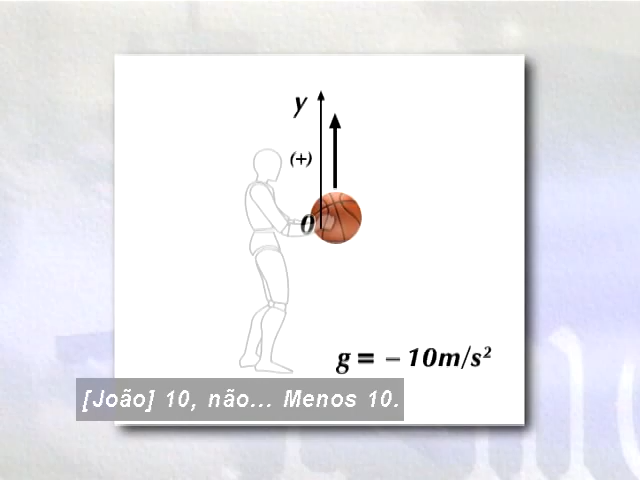 y
(+)
0
g = – 10m/s²
[João] 10, não... Menos 10.